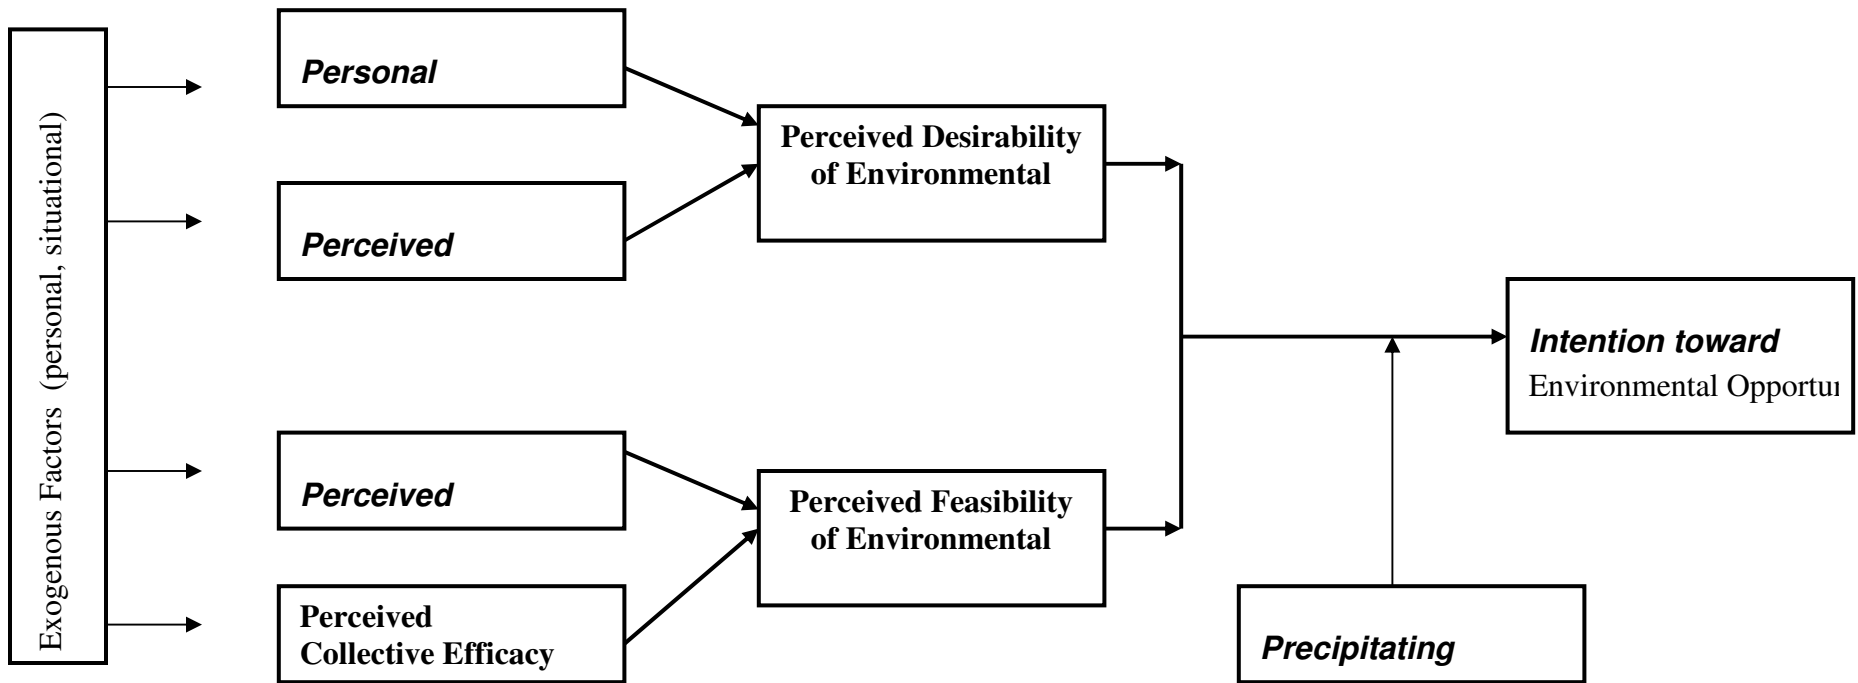 Exogenous Factors (personal, situational)
Personal
Perceived
Perceived
Perceived
Collective Efficacy
Perceived Desirability
of Environmental
Perceived Feasibility
of Environmental
Precipitating
Intention toward
Environmental